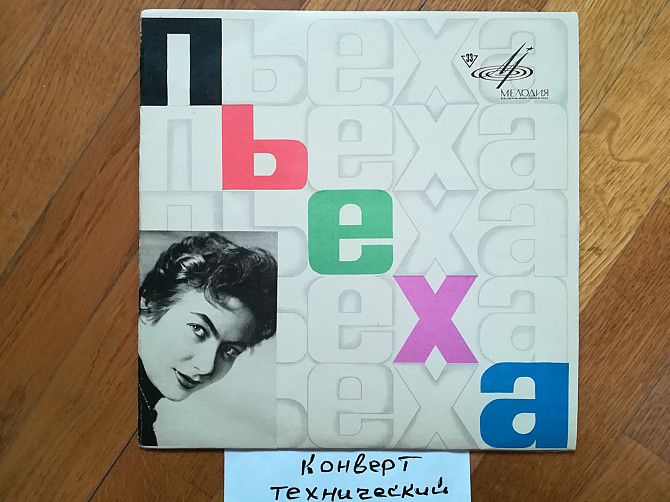 пьеха
пьеха
пьеха
пьеха
пьеха
33
МЕЛОДИЯ
Конверт
технический